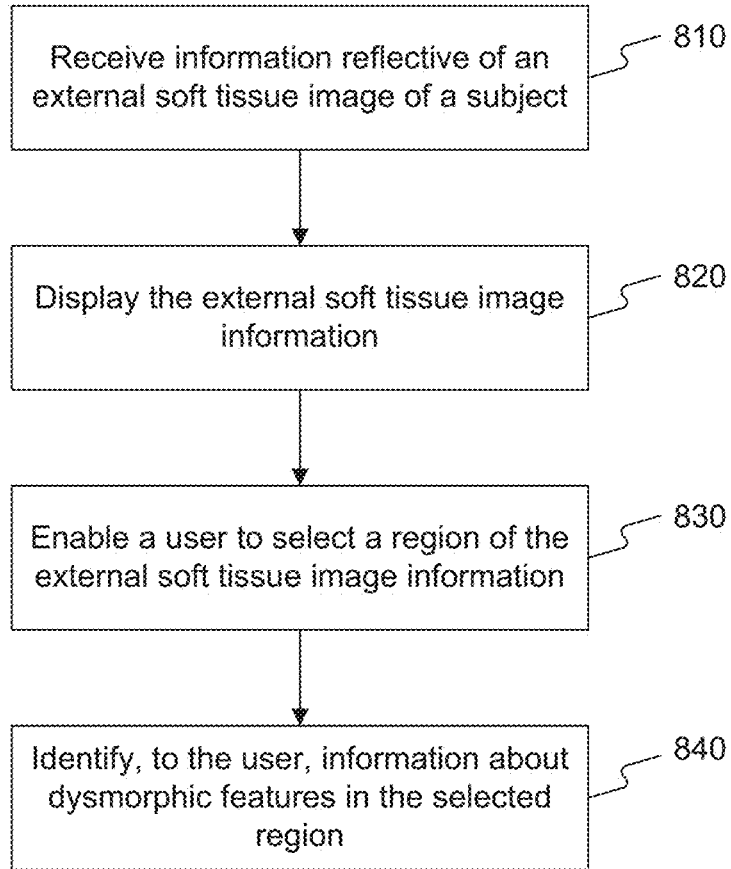 Receive information reflective of an
external soft tissue image of a subject
810
Display the external soft tissue image
information
820
Enable a user to select a region of the
external soft tissue image information
830
Identify, to the user, information about
dysmorphic features in the selected
region
840